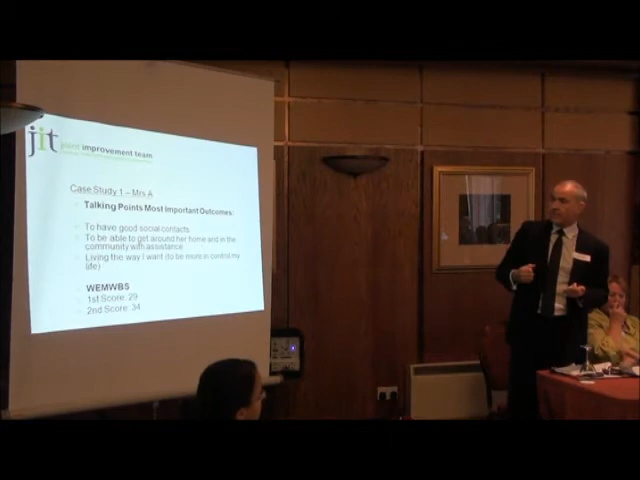 jit joint improvement team
Case Study 1 – Mrs A
Talking Points Most Important Outcomes:
To have good social contacts
To be able to get around her home and in the
community with assistance
Living the way I want (to be more in control my
life)
WEMWBS
1st Score: 29
2nd Score: 34